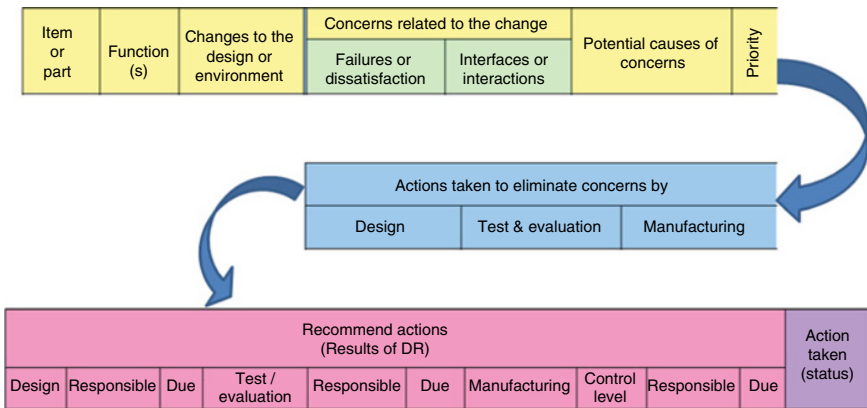 Item or part
Function (s)
Changes to the design or environment
Concerns related to the change
Failures or dissatisfaction
Interfaces or interactions
Potential causes of concerns
Priority
Actions taken to eliminate concerns by
Design
Test & evaluation
Manufacturing
Recommend actions
(Results of DR)
Design
Responsible
Due
Test / evaluation
Responsible
Due
Manufacturing
Control level
Responsible
Due
Action taken (status)